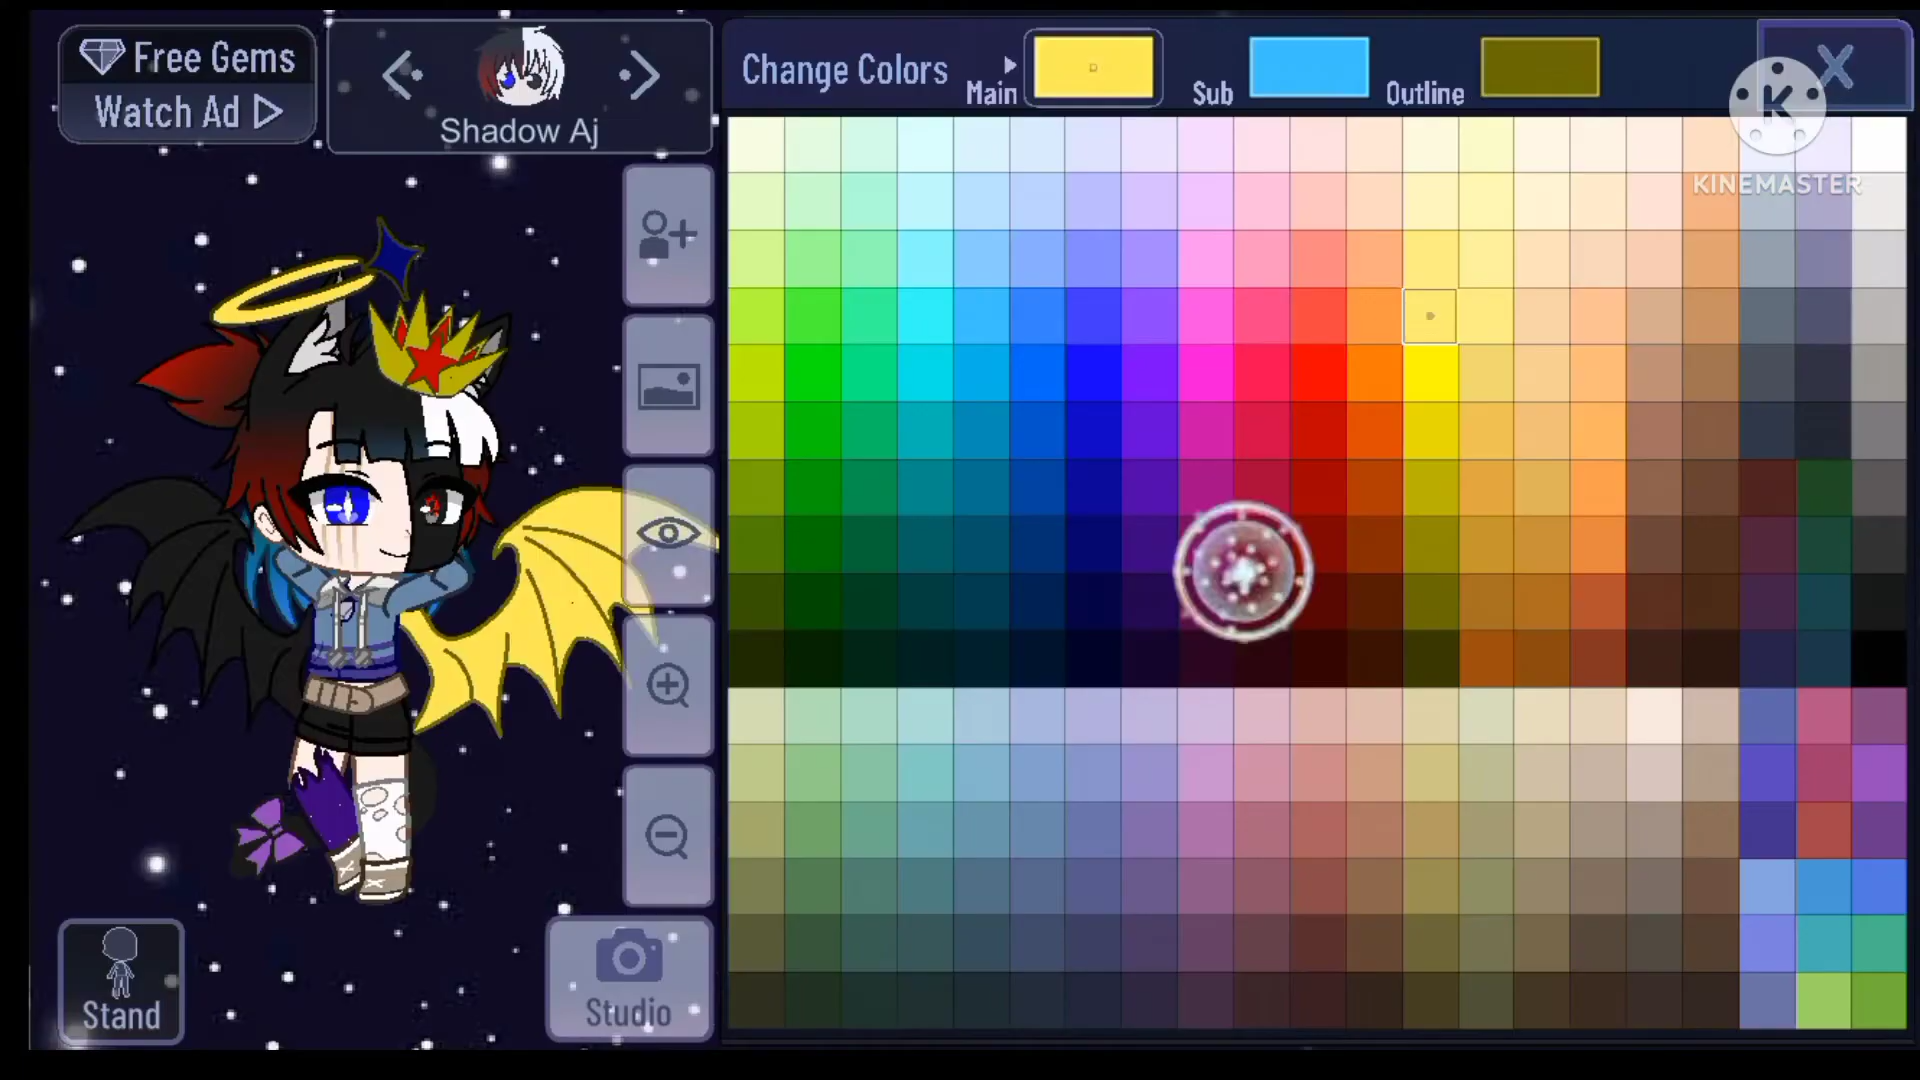 Free Gems
Watch Ad
Shadow Aj
Change Colors
Main
Sub
Outline
X
K
KINEMASTER
Stand
Studio